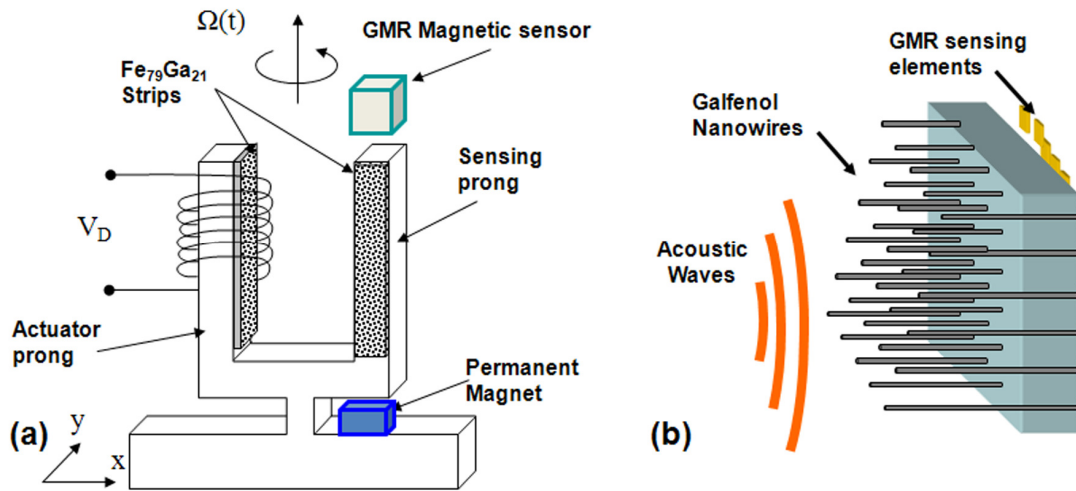 Ω(t)
GMR Magnetic sensor
Fe79Ga21
Strips
Sensing
prong
VD
Actuator
prong
Permanent
Magnet
(a)
y
x
GMR sensing
elements
Galfenol
Nanowires
Acoustic
Waves
(b)